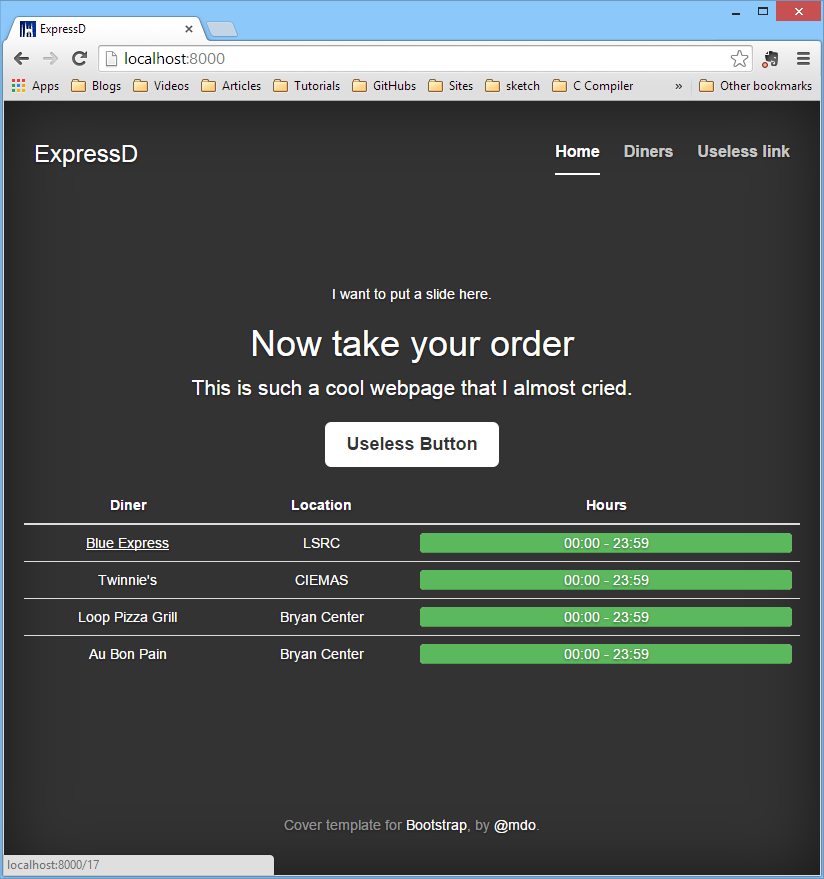 ExpressD
localhost:8000
Apps Blogs Videos Articles Tutorials GitHubs Sites sketch C Compiler » Other bookmarks
ExpressD Home Diners Useless link
I want to put a slide here.
Now take your order
This is such a cool webpage that I almost cried.
Useless Button
Diner Location Hours
Blue Express LSRC 00:00 - 23:59
Twinnie's CIEMAS 00:00 - 23:59
Loop Pizza Grill Bryan Center 00:00 - 23:59
Au Bon Pain Bryan Center 00:00 - 23:59
Cover template for Bootstrap, by @mdo.
localhost:8000/17